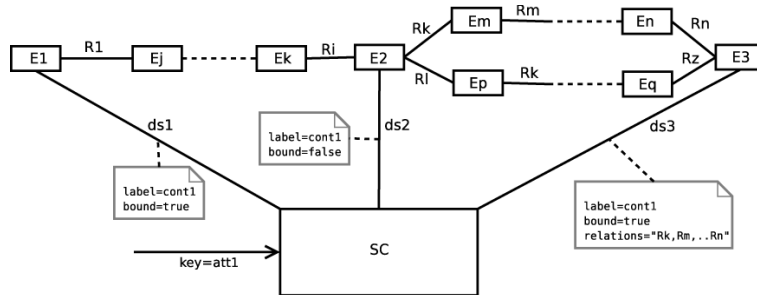 Rm
Em
En
Rk
Rn
R1
Ri
E1
Ej
Ek
E2
E3
Rl
Rk
Rz
Ep
Eq
ds1
ds2
ds3
label=cont1
bound=false
label=cont1
bound=true
label=cont1
bound=true
relations="Rk,Rm,..Rn"
SC
key=att1